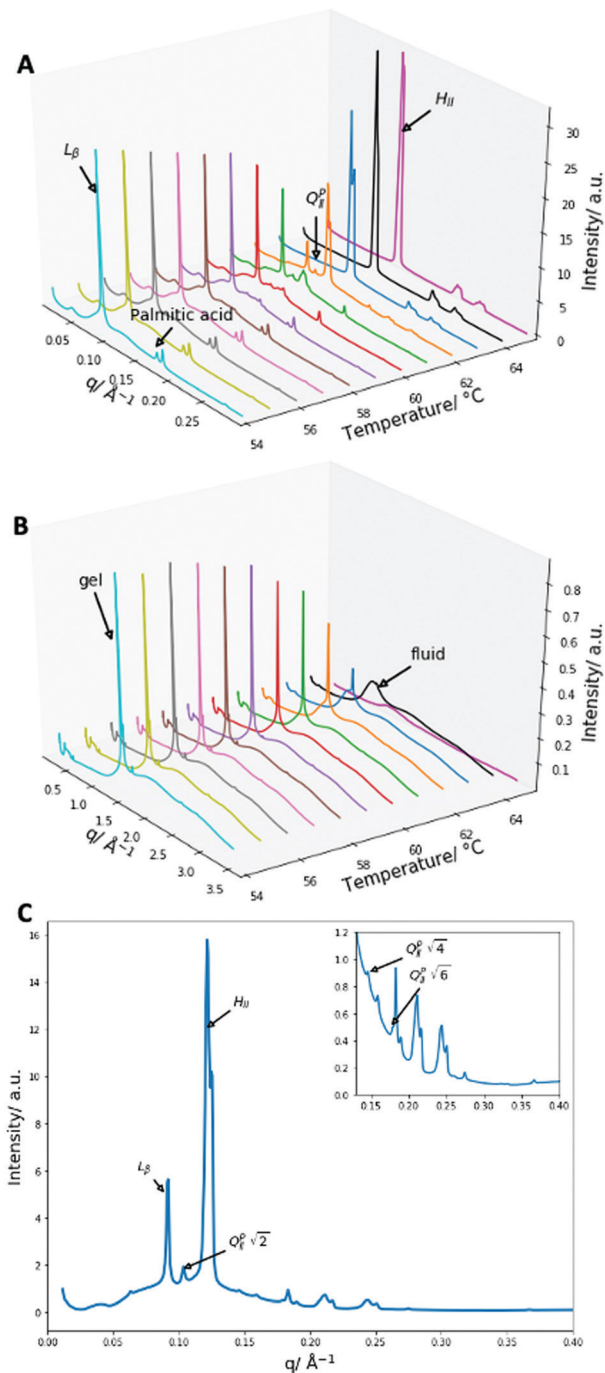 A
Lβ
H_II
Q_II^P
Palmitic acid
30
25
20
15
10
5
0
Intensity/ a.u.
0.05
0.10
0.15
0.20
0.25
q/ Å⁻¹
54
56
58
60
62
64
Temperature/ °C
B
gel
fluid
0.8
0.7
0.6
0.5
0.4
0.3
0.2
0.1
Intensity/ a.u.
0.5
1.0
1.5
2.0
2.5
3.0
3.5
q/ Å⁻¹
54
56
58
60
62
64
Temperature/ °C
C
16
14
12
10
8
6
4
2
0
Intensity/ a.u.
H_II
Lβ
Q_II^P √2
1.2
1.0
0.8
0.6
0.4
0.2
0.0
Q_II^P √4
Q_II^P √6
0.15 0.20 0.25 0.30 0.35 0.40
0.00 0.05 0.10 0.15 0.20 0.25 0.30 0.35 0.40
q/ Å⁻¹